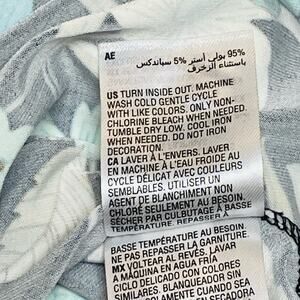 AE
95% بولي أستر 5% سباندكس
باستثناء الزخرف
US TURN INSIDE OUT. MACHINE
WASH COLD GENTLE CYCLE
WITH LIKE COLORS. ONLY NON-
CHLORINE BLEACH WHEN NEEDED.
TUMBLE DRY LOW. COOL IRON
WHEN NEEDED. DO NOT IRON
DECORATION.
CA LAVER À L'ENVERS. LAVER
EN MACHINE À L'EAU FROIDE AU
CYCLE DÉLICAT AVEC COULEURS
SEMBLABLES. UTILISER UN
AGENT DE BLANCHIMENT NON
CHLORÉ SEULEMENT AU BESOIN.
SÉCHER PAR CULBUTAGE À BASSE
TEMPÉRATURE. REPASSER À
BASSE TEMPÉRATURE AU BESOIN.
NE PAS REPASSER LA GARNITURE.
MX VOLTEAR AL REVÉS. LAVAR
A MÁQUINA EN AGUA FRÍA
CICLO DELICADO CON COLORES
SIMILARES. BLANQUEADOR SIN